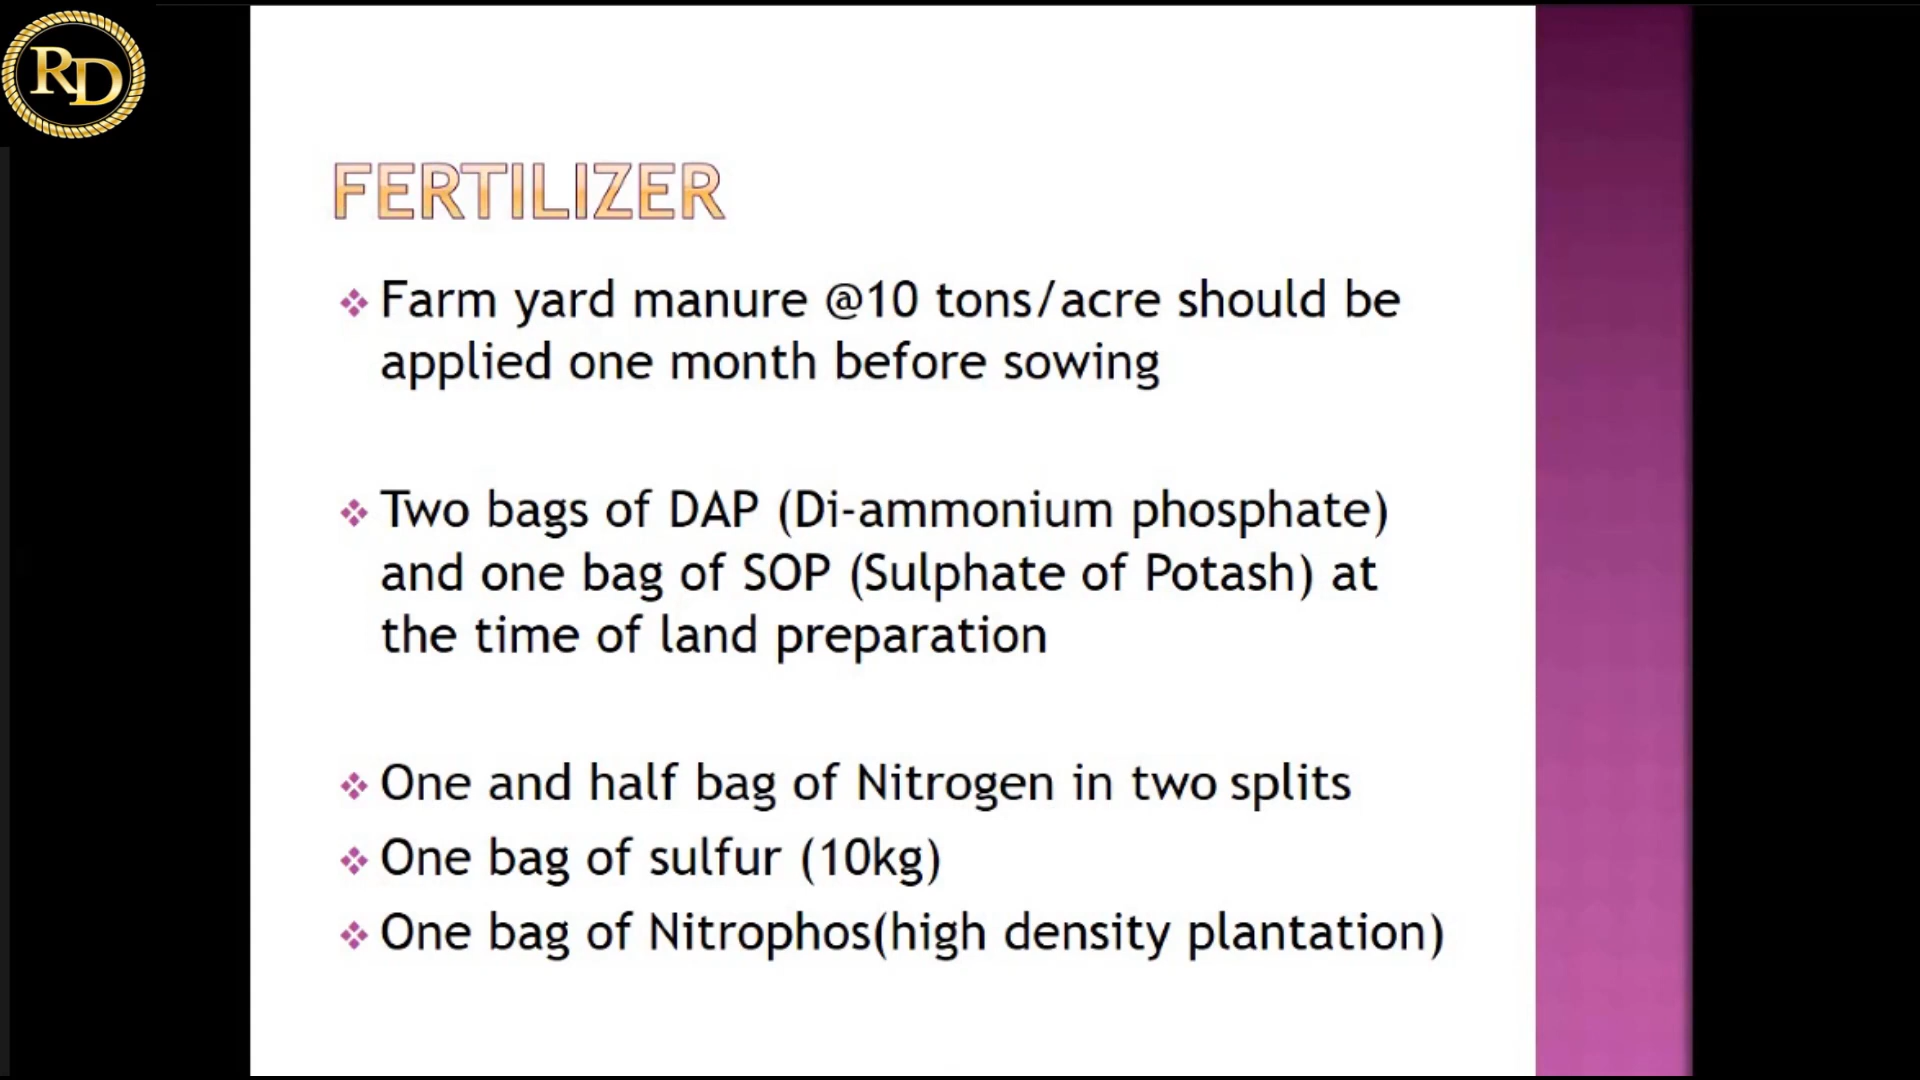 RD
FERTILIZER
Farm yard manure @10 tons/acre should be
applied one month before sowing
Two bags of DAP (Di-ammonium phosphate)
and one bag of SOP (Sulphate of Potash) at
the time of land preparation
One and half bag of Nitrogen in two splits
One bag of sulfur (10kg)
One bag of Nitrophos(high density plantation)